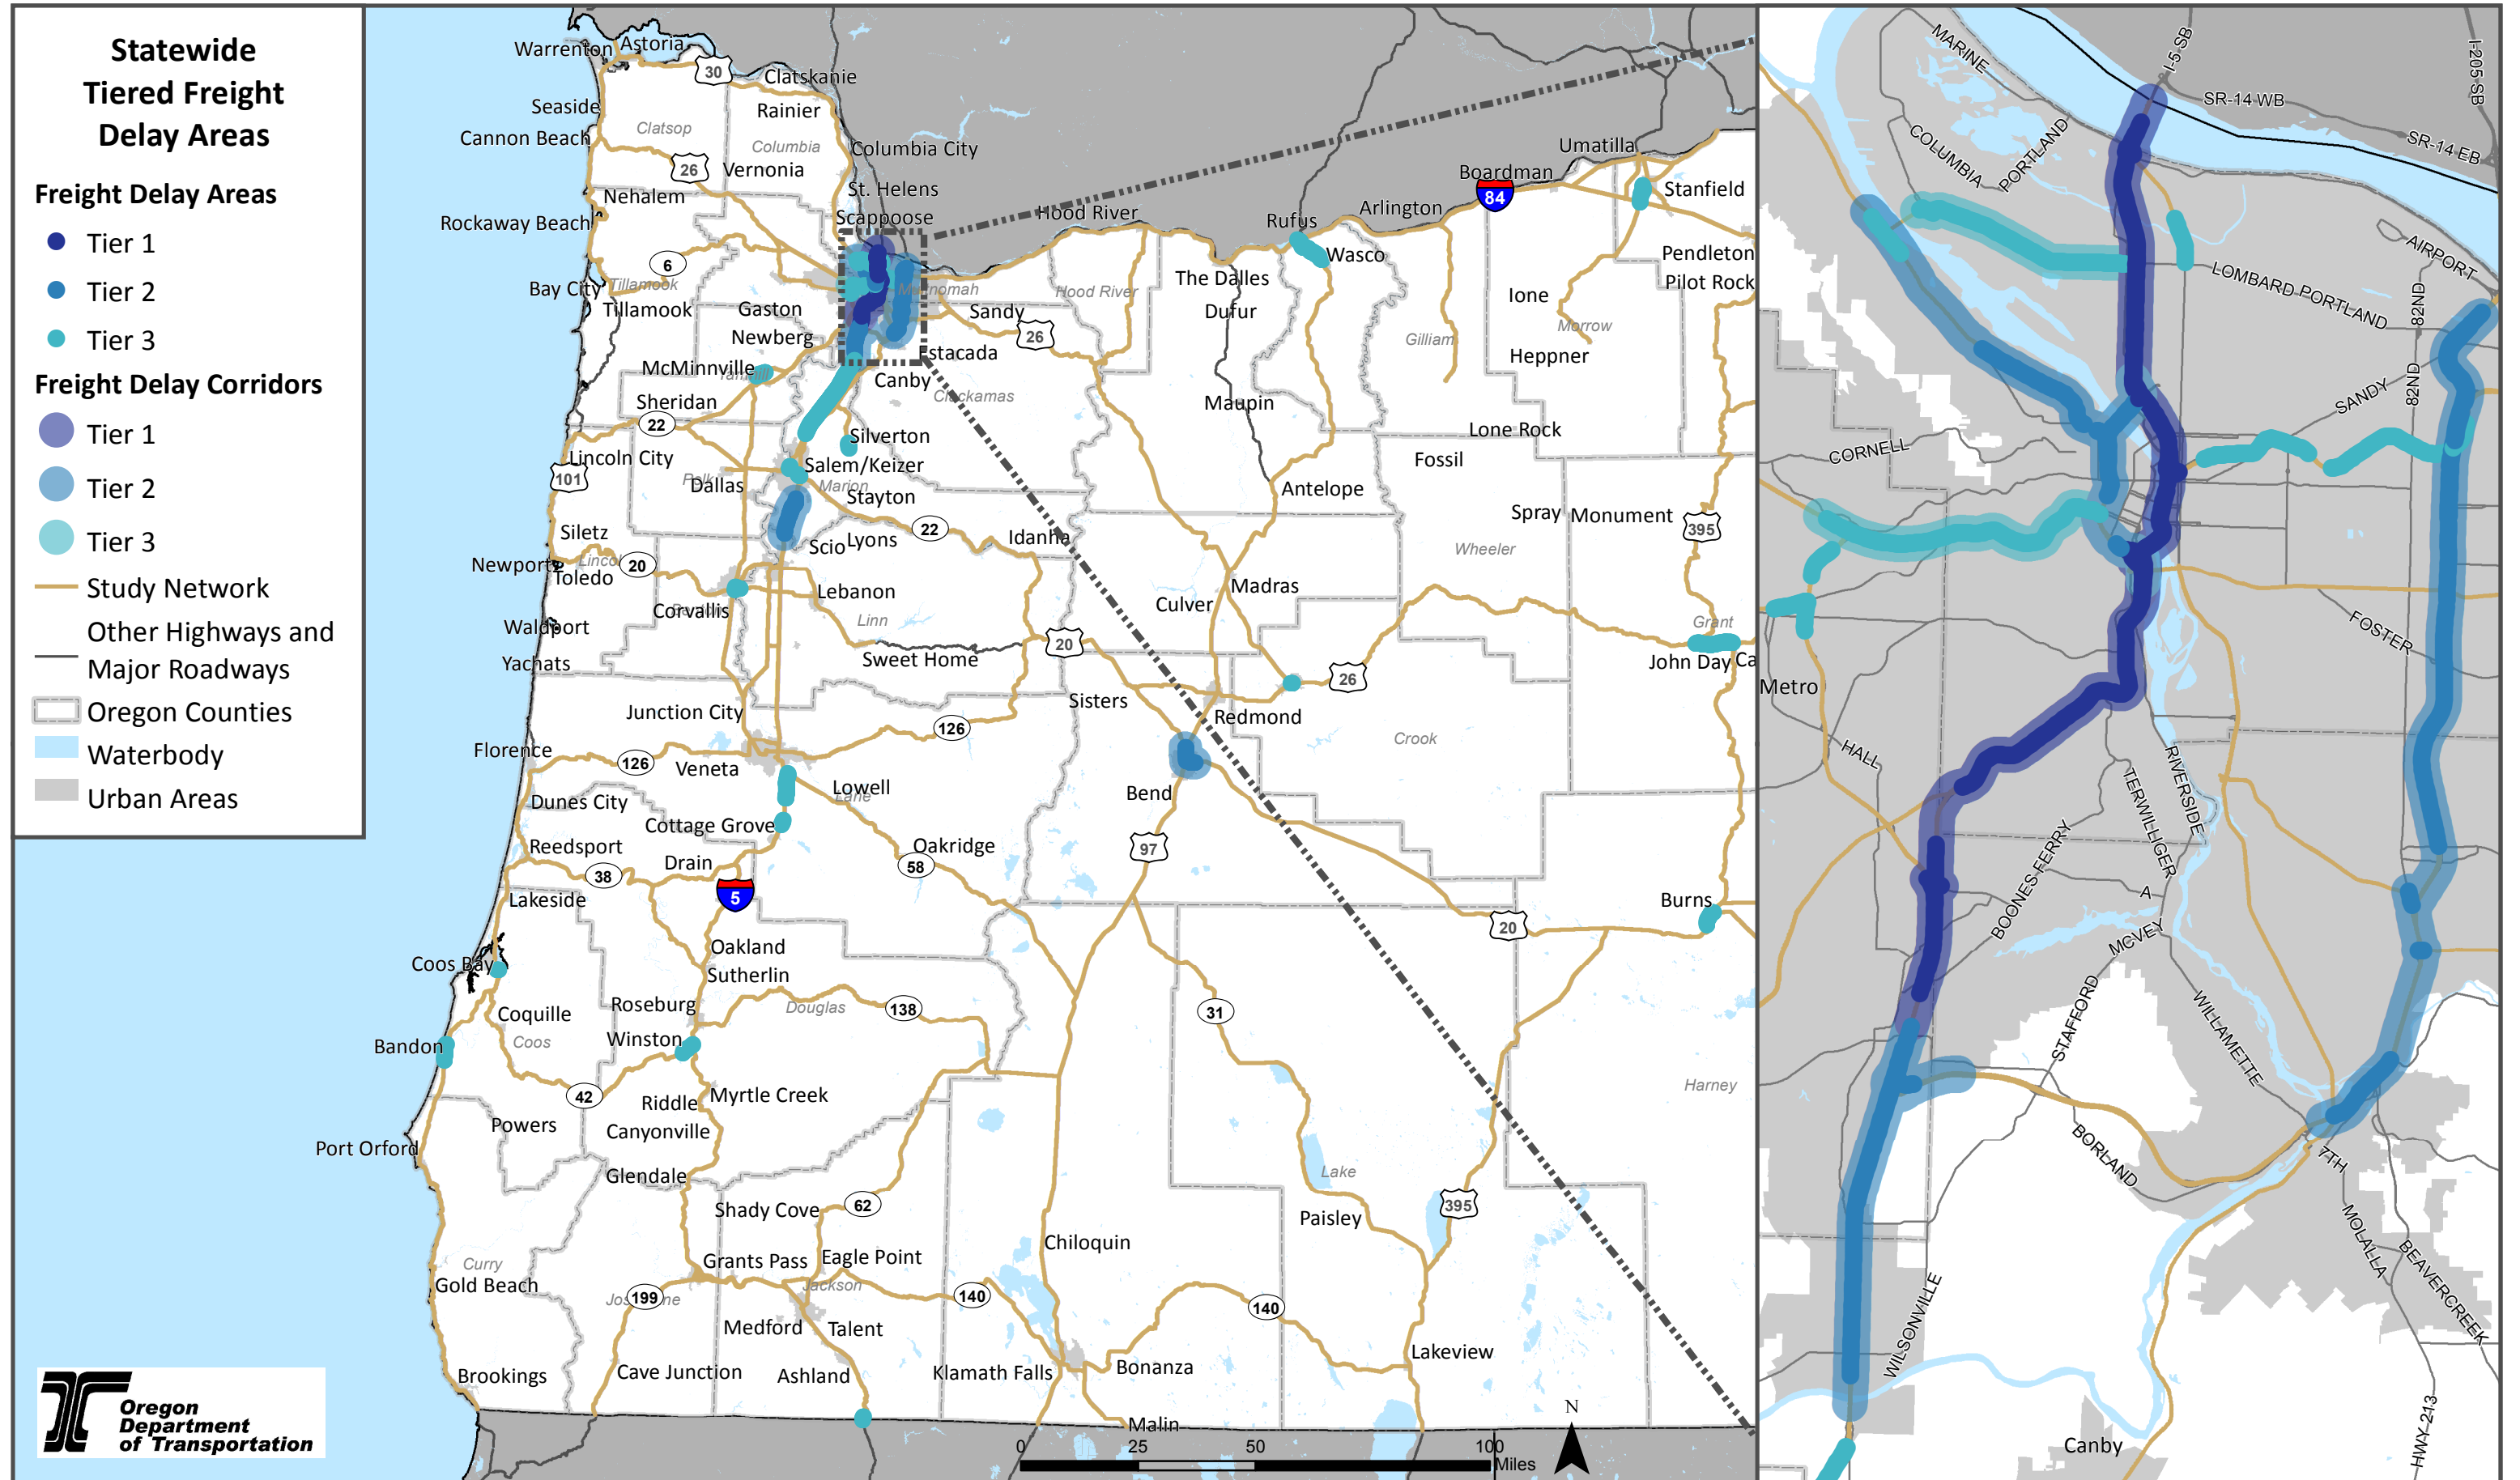 Statewide
Tiered Freight
Delay Areas
Freight Delay Areas
Tier 1
Tier 2
Tier 3
Freight Delay Corridors
Tier 1
Tier 2
Tier 3
Study Network
Other Highways and
Major Roadways
Oregon Counties
Waterbody
Urban Areas
Warrenton
Astoria
30
Clatskanie
Seaside
Rainier
Clatsop
Cannon Beach
Columbia
Columbia City
26
Vernonia
St. Helens
Nehalem
Scappoose
Rockaway Beach
Hood River
Rufus
Arlington
Boardman
84
Umatilla
Stanfield
6
Wasco
Pendleton
Bay City
Tillamook
Tillamook
Gaston
Multnomah
Hood River
The Dalles
Pilot Rock
Newberg
Sandy
26
Dufur
Ione
Morrow
Gilliam
McMinnville
Yamhill
Estacada
Heppner
Canby
Clackamas
Sheridan
Maupin
22
Silverton
Lone Rock
Lincoln City
Salem/Keizer
Fossil
101
Polk
Dallas
Marion
Stayton
Antelope
Siletz
22
Spray
Monument
395
Scio
Lyons
Idanha
Wheeler
Newport
Lincoln
20
Toledo
Corvallis
Benton
Lebanon
Culver
Madras
Linn
Grant
Waldport
20
John Day
Ca
Yachats
Sweet Home
26
Sisters
Junction City
Redmond
126
Crook
Florence
126
Veneta
Lowell
Lane
Bend
Dunes City
Cottage Grove
97
Reedsport
Drain
Oakridge
38
58
5
Lakeside
Burns
20
Oakland
Coos Bay
Sutherlin
Coquille
Roseburg
Douglas
138
31
Bandon
Coos
Winston
42
Riddle
Myrtle Creek
Harney
Powers
Canyonville
Port Orford
Glendale
Lake
Shady Cove
62
Paisley
395
Chiloquin
Curry
Grants Pass
Eagle Point
Gold Beach
Josephine
199
Jackson
140
140
Medford
Talent
Brookings
Cave Junction
Ashland
Klamath Falls
Bonanza
Lakeview
Malin
N
0
25
50
100
Miles
Oregon
Department
of Transportation
MARINE
I-5 SB
I-205 SB
SR-14 WB
SR-14 EB
COLUMBIA
PORTLAND
AIRPORT
LOMBARD PORTLAND
82ND
82ND
SANDY
CORNELL
FOSTER
Metro
HALL
RIVERSIDE
TERWILLIGER
BOONES FERRY
A
MCVEY
STAFFORD
WILLAMETTE
BORLAND
7TH
MOLALLA
BEAVERCREEK
WILSONVILLE
HWY-213
Canby